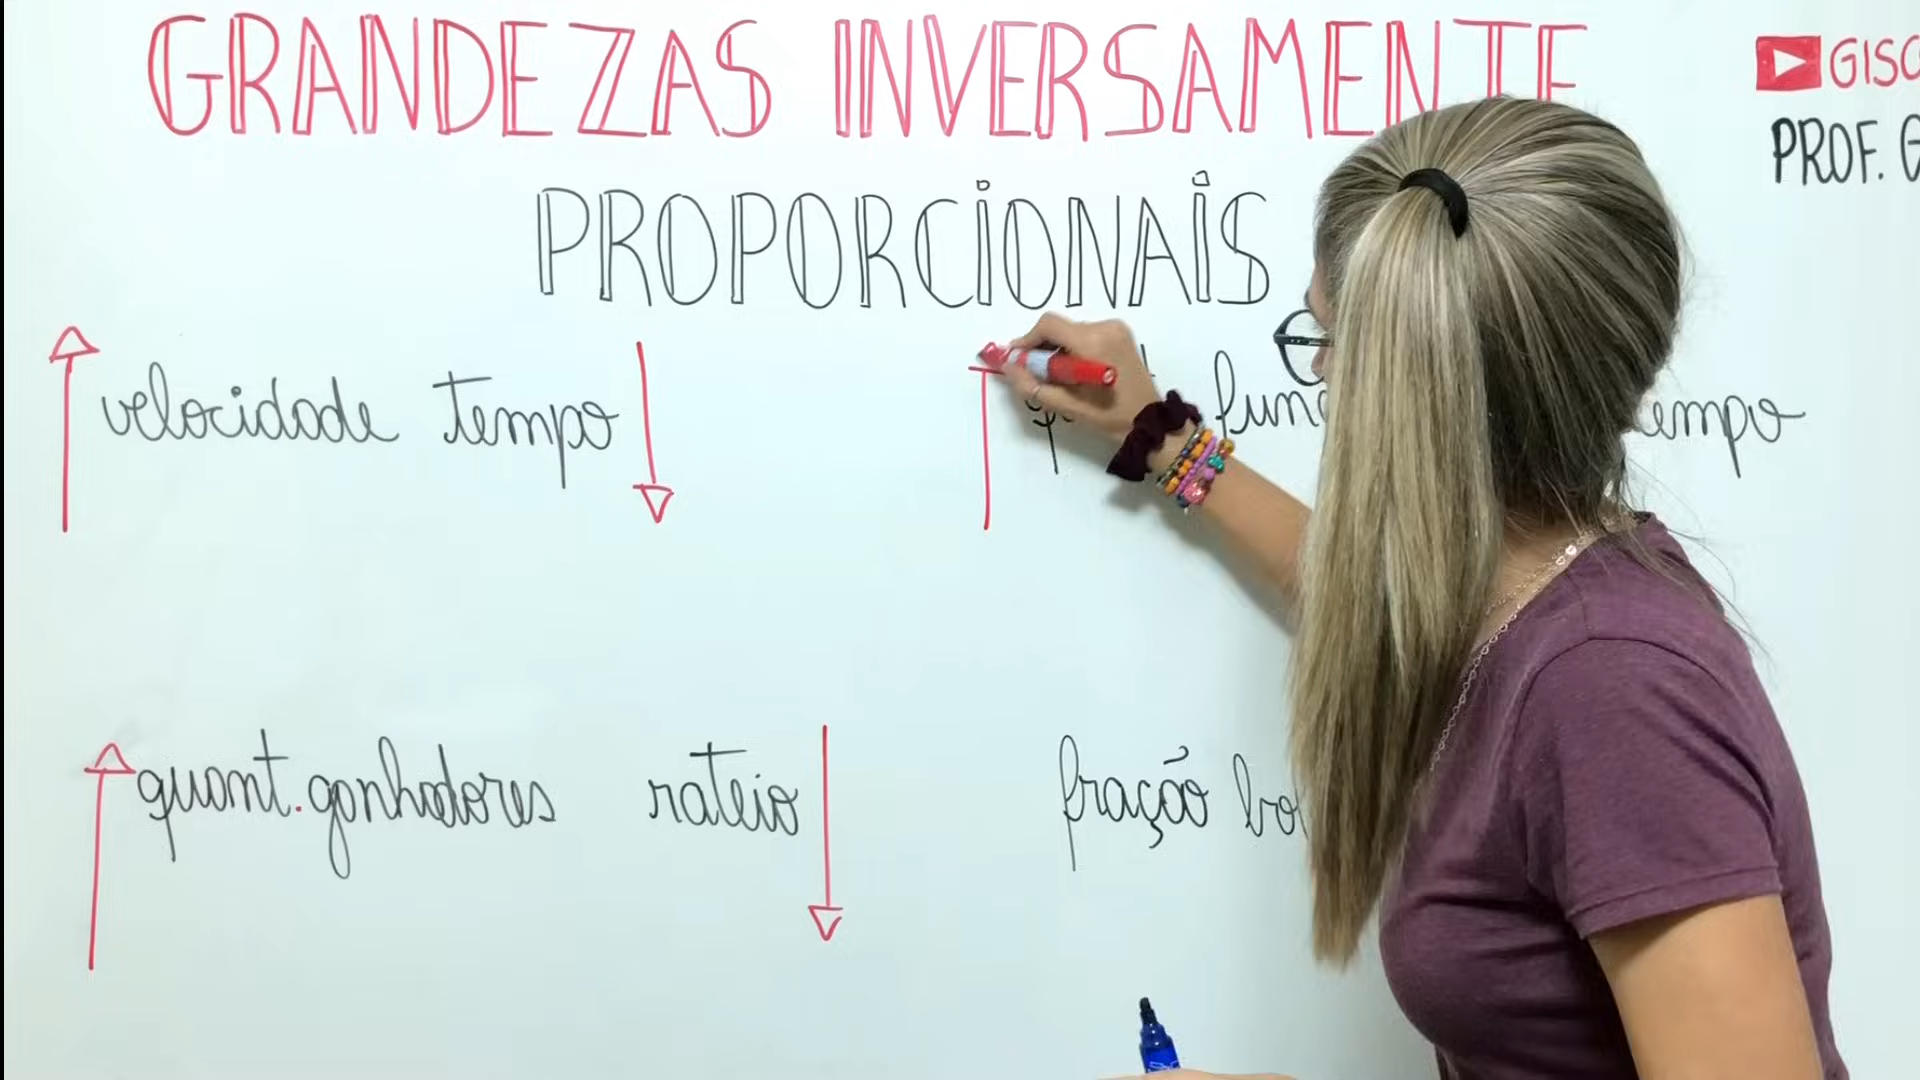 GRANDEZAS INVERSAMENTE
PROPORCIONAIS
GISC
PROF. G
velocidade tempo
quant. ganhadores rateio
fração